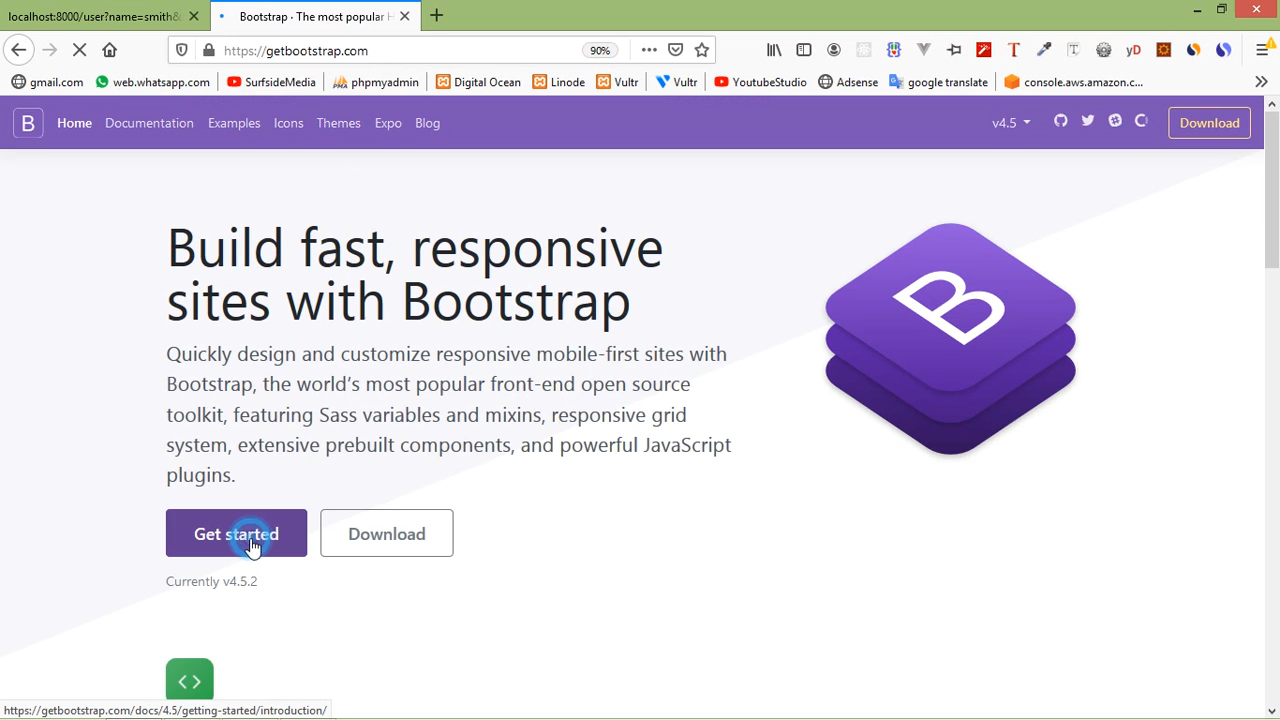 localhost:8000/user?name=smith&
Bootstrap · The most popular H
https://getbootstrap.com
90%
gmail.com
web.whatsapp.com
SurfsideMedia
phpmyadmin
Digital Ocean
Linode
Vultr
Vultr
YoutubeStudio
Adsense
google translate
console.aws.amazon.c...
B
Home
Documentation
Examples
Icons
Themes
Expo
Blog
v4.5
Download
Build fast, responsive
sites with Bootstrap
Quickly design and customize responsive mobile-first sites with
Bootstrap, the world's most popular front-end open source
toolkit, featuring Sass variables and mixins, responsive grid
system, extensive prebuilt components, and powerful JavaScript
plugins.
B
Get started
Download
Currently v4.5.2
https://getbootstrap.com/docs/4.5/getting-started/introduction/